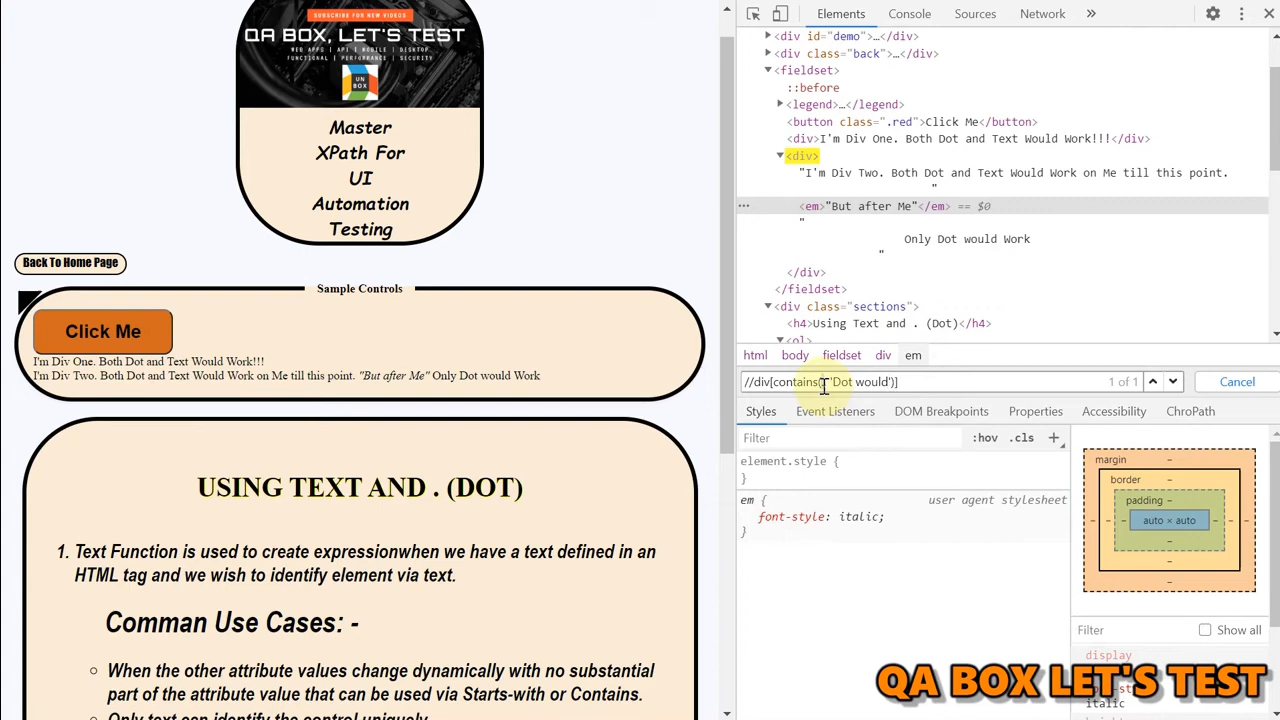 SUBSCRIBE FOR NEW VIDEOS
QA BOX, LET'S TEST
WEB APPS | API | MOBILE | DESKTOP
FUNCTIONAL | PERFORMANCE | SECURITY
UN
BOX
Master
XPath For
UI
Automation
Testing
Back To Home Page
Sample Controls
Click Me
I'm Div One. Both Dot and Text Would Work!!!
I'm Div Two. Both Dot and Text Would Work on Me till this point. "But after Me" Only Dot would Work
USING TEXT AND . (DOT)
1. Text Function is used to create expressionwhen we have a text defined in an
HTML tag and we wish to identify element via text.
Comman Use Cases: -
When the other attribute values change dynamically with no substantial
part of the attribute value that can be used via Starts-with or Contains.
Only text can identify the control uniquely
Elements Console Sources Network »
<div id="demo">…</div>
<div class="back">…</div>
<fieldset>
::before
<legend>…</legend>
<button class=".red">Click Me</button>
<div>I'm Div One. Both Dot and Text Would Work!!!</div>
<div>
"I'm Div Two. Both Dot and Text Would Work on Me till this point.
"
<em>"But after Me"</em> == $0
"
Only Dot would Work
"
</div>
</fieldset>
<div class="sections">
<h4>Using Text and . (Dot)</h4>
<ol>
html body fieldset div em
//div[contains(., 'Dot would')] 1 of 1 Cancel
Styles Event Listeners DOM Breakpoints Properties Accessibility ChroPath
Filter :hov .cls +
element.style {
}
em { user agent stylesheet
font-style: italic;
}
margin –
border –
padding –
– – – auto × auto – – –
–
–
–
Filter Show all
display
italic
QA BOX LET'S TEST